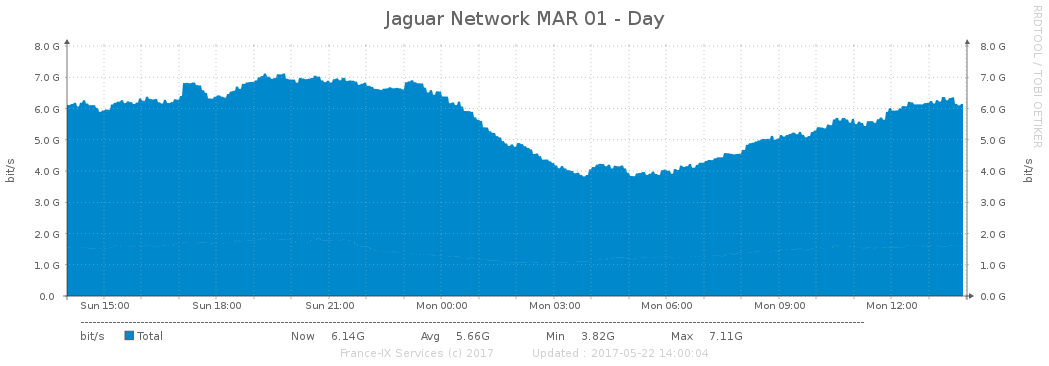 Jaguar Network MAR 01 - Day
RRDTOOL / TOBI OETIKER
8.0 G 8.0 G
7.0 G 7.0 G
6.0 G 6.0 G
5.0 G 5.0 G
bit/s 4.0 G 4.0 G bit/s
3.0 G 3.0 G
2.0 G 2.0 G
1.0 G 1.0 G
0.0 0.0 G
Sun 15:00 Sun 18:00 Sun 21:00 Mon 00:00 Mon 03:00 Mon 06:00 Mon 09:00 Mon 12:00
bit/s Total Now 6.14G Avg 5.66G Min 3.82G Max 7.11G
France-IX Services (c) 2017 Updated : 2017-05-22 14:00:04